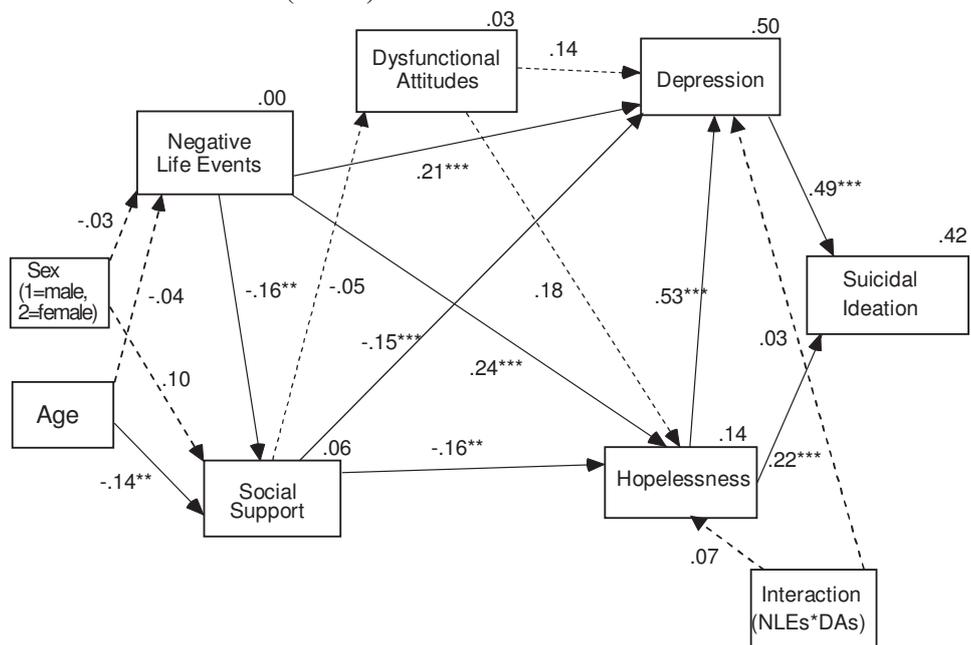 .03
.50
Dysfunctional
Attitudes
.14
Depression
.00
Negative
Life Events
.21***
-.03
.49***
.42
Sex
(1=male,
2=female)
-.04
-.16**
-.05
.18
.53***
Suicidal
Ideation
-.15***
.03
.10
.24***
Age
.06
-.16**
.14
-.14**
Social
Support
Hopelessness
.22***
.07
Interaction
(NLEs*DAs)